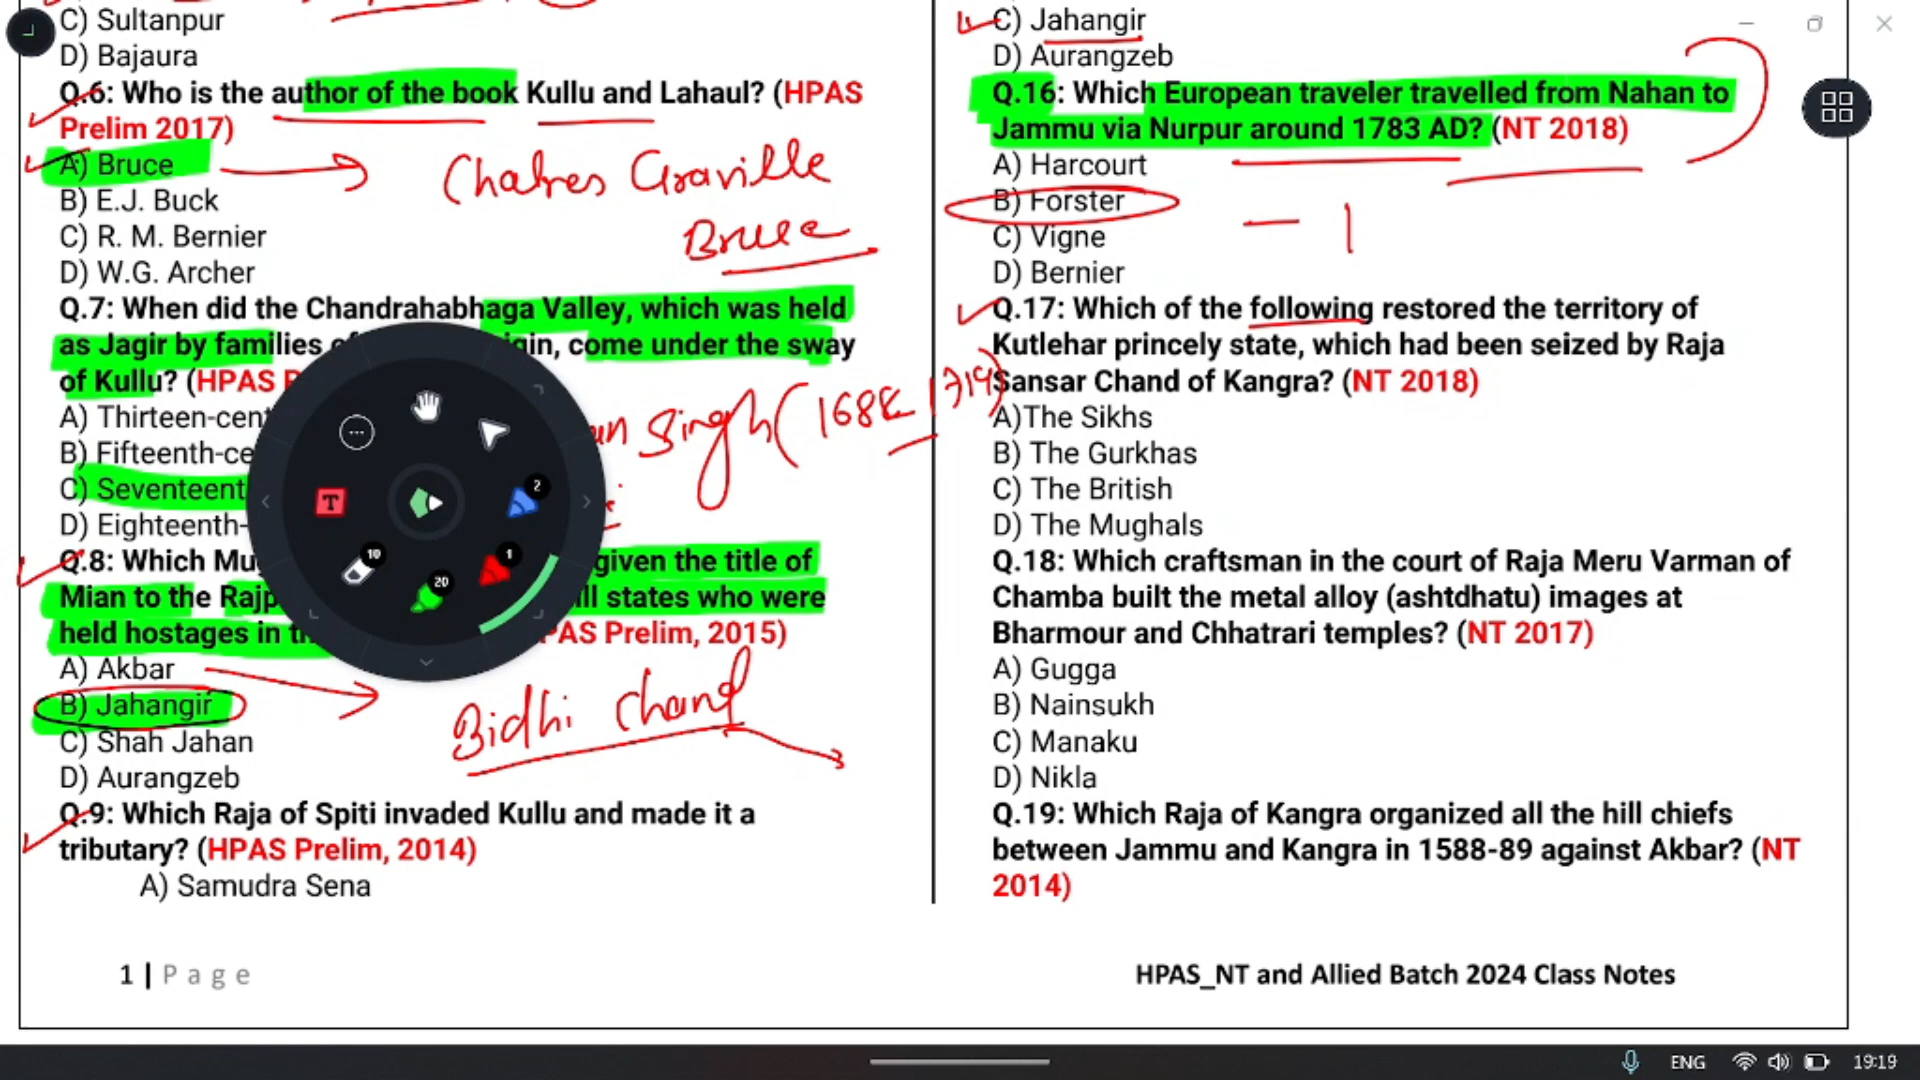 C) Sultanpur
D) Bajaura
Q.6: Who is the author of the book Kullu and Lahaul? (HPAS
Prelim 2017)
A) Bruce
Chalres Graville
Bruce
B) E.J. Buck
C) R. M. Bernier
D) W.G. Archer
Q.7: When did the Chandrahabhaga Valley, which was held
as Jagir by families
gin, come under the sway
of Kullu? (HPAS
A) Thirteen-cen
Singh (1688 1719)
B) Fifteenth-ce
C) Seventeent
D) Eighteenth-
Q.8: Which Mu
given the title of
Mian to the Rajp
ill states who were
held hostages in
PAS Prelim, 2015)
A) Akbar
Bidhi Chand
B) Jahangir
C) Shah Jahan
D) Aurangzeb
Q.9: Which Raja of Spiti invaded Kullu and made it a
tributary? (HPAS Prelim, 2014)
A) Samudra Sena
C) Jahangir
D) Aurangzeb
Q.16: Which European traveler travelled from Nahan to
Jammu via Nurpur around 1783 AD? (NT 2018)
A) Harcourt
B) Forster
C) Vigne
D) Bernier
Q.17: Which of the following restored the territory of
Kutlehar princely state, which had been seized by Raja
Sansar Chand of Kangra? (NT 2018)
A)The Sikhs
B) The Gurkhas
C) The British
D) The Mughals
Q.18: Which craftsman in the court of Raja Meru Varman of
Chamba built the metal alloy (ashtdhatu) images at
Bharmour and Chhatrari temples? (NT 2017)
A) Gugga
B) Nainsukh
C) Manaku
D) Nikla
Q.19: Which Raja of Kangra organized all the hill chiefs
between Jammu and Kangra in 1588-89 against Akbar? (NT
2014)
T
2
10
20
1
1 | Page
HPAS_NT and Allied Batch 2024 Class Notes
ENG
19:19